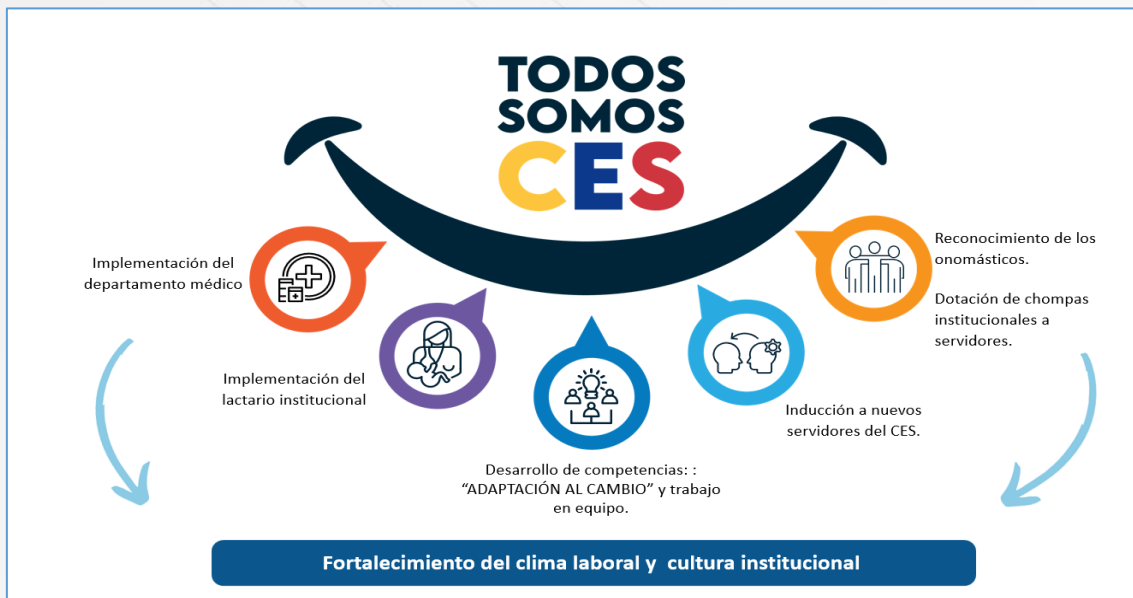 TODOS
SOMOS
CES
Implementación del
departamento médico
Implementación del
lactario institucional
Desarrollo de competencias: :
“ADAPTACIÓN AL CAMBIO” y trabajo
en equipo.
Inducción a nuevos
servidores del CES.
Reconocimiento de los
onomásticos.
Dotación de chompas
institucionales a
servidores.
Fortalecimiento del clima laboral y  cultura institucional